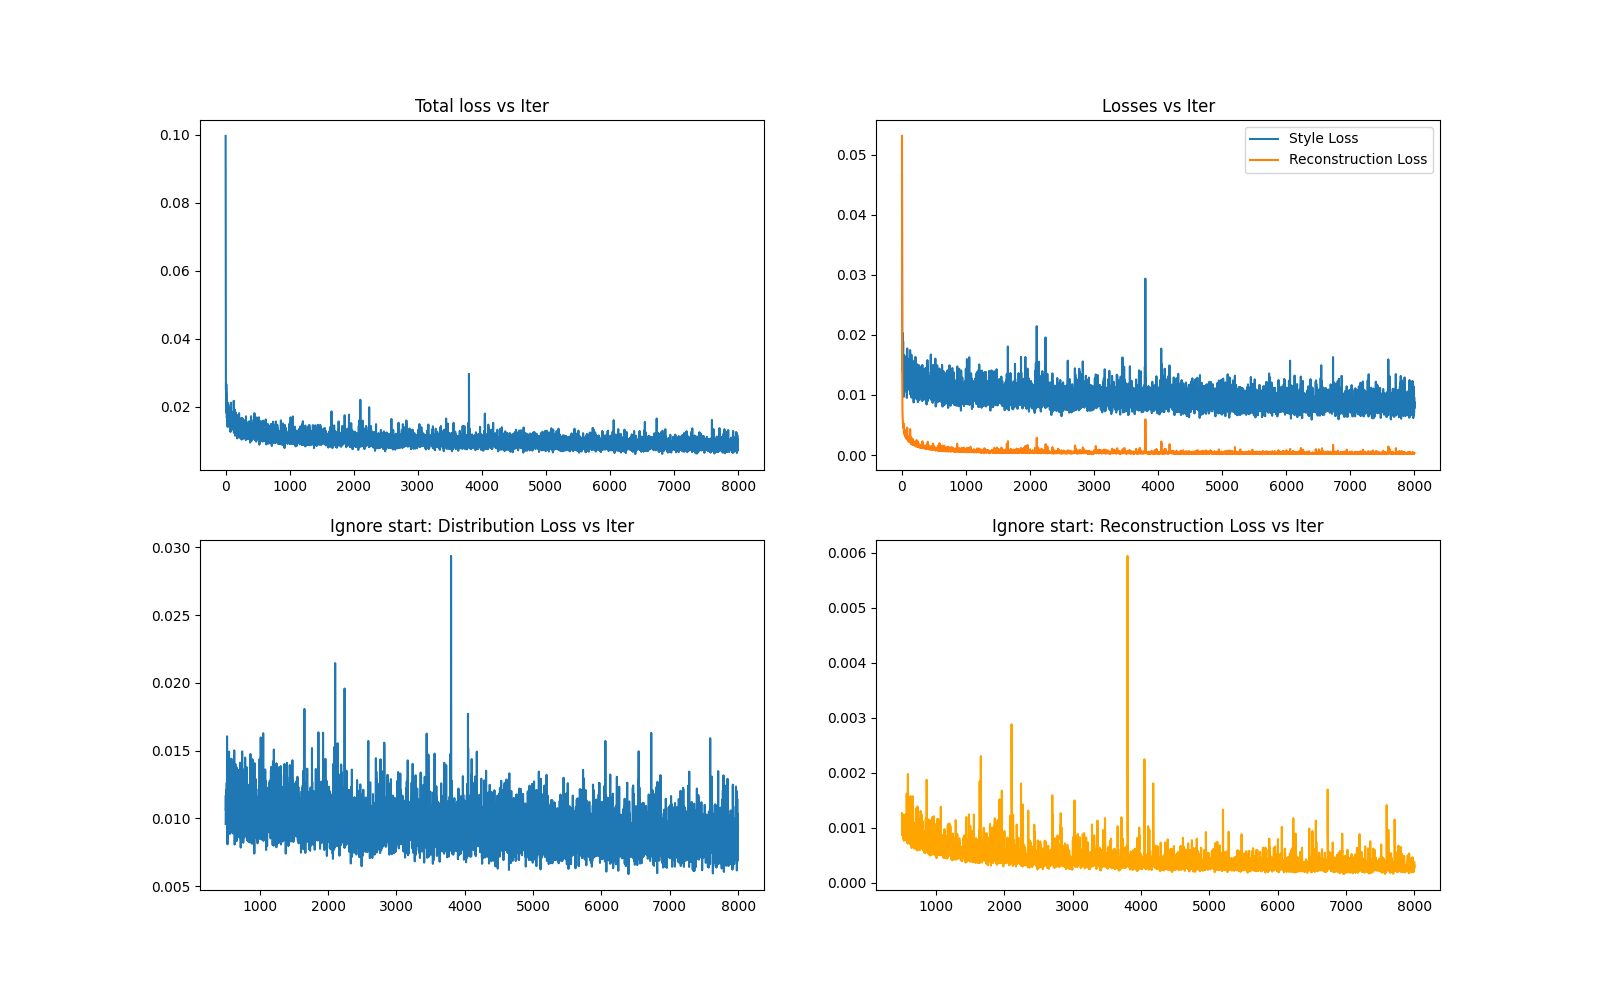 Total loss vs Iter
0.10
0.08
0.06
0.04
0.02
0 1000 2000 3000 4000 5000 6000 7000 8000
Losses vs Iter
Style Loss
Reconstruction Loss
0.05
0.04
0.03
0.02
0.01
0.00
0 1000 2000 3000 4000 5000 6000 7000 8000
Ignore start: Distribution Loss vs Iter
0.030
0.025
0.020
0.015
0.010
0.005
1000 2000 3000 4000 5000 6000 7000 8000
Ignore start: Reconstruction Loss vs Iter
0.006
0.005
0.004
0.003
0.002
0.001
0.000
1000 2000 3000 4000 5000 6000 7000 8000